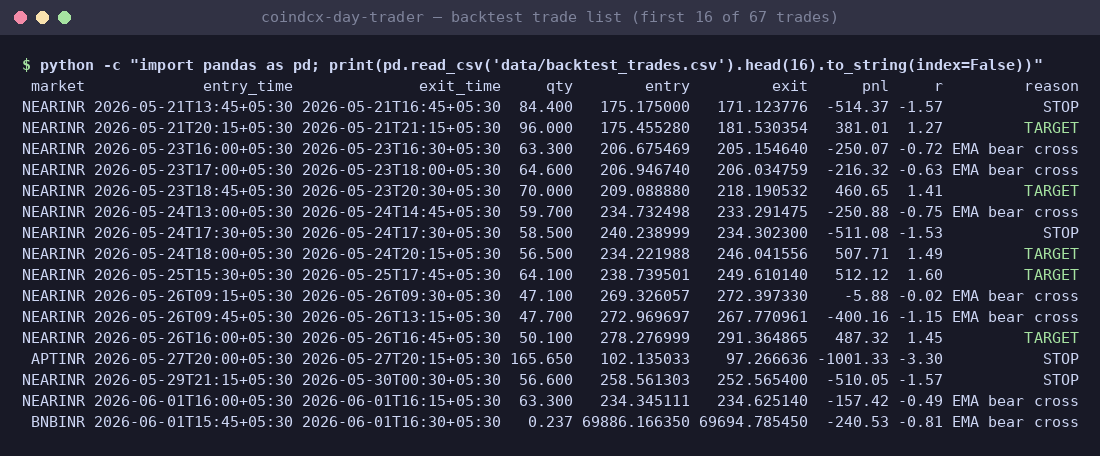 coindcx-day-trader — backtest trade list (first 16 of 67 trades)
$ python -c "import pandas as pd; print(pd.read_csv('data/backtest_trades.csv').head(16).to_string(index=False))"
market entry_time exit_time qty entry exit pnl r reason
NEARINR 2026-05-21T13:45+05:30 2026-05-21T16:45+05:30 84.400 175.175000 171.123776 -514.37 -1.57 STOP
NEARINR 2026-05-21T20:15+05:30 2026-05-21T21:15+05:30 96.000 175.455280 181.530354 381.01 1.27 TARGET
NEARINR 2026-05-23T16:00+05:30 2026-05-23T16:30+05:30 63.300 206.675469 205.154640 -250.07 -0.72 EMA bear cross
NEARINR 2026-05-23T17:00+05:30 2026-05-23T18:00+05:30 64.600 206.946740 206.034759 -216.32 -0.63 EMA bear cross
NEARINR 2026-05-23T18:45+05:30 2026-05-23T20:30+05:30 70.000 209.088880 218.190532 460.65 1.41 TARGET
NEARINR 2026-05-24T13:00+05:30 2026-05-24T14:45+05:30 59.700 234.732498 233.291475 -250.88 -0.75 EMA bear cross
NEARINR 2026-05-24T17:30+05:30 2026-05-24T17:30+05:30 58.500 240.238999 234.302300 -511.08 -1.53 STOP
NEARINR 2026-05-24T18:00+05:30 2026-05-24T20:15+05:30 56.500 234.221988 246.041556 507.71 1.49 TARGET
NEARINR 2026-05-25T15:30+05:30 2026-05-25T17:45+05:30 64.100 238.739501 249.610140 512.12 1.60 TARGET
NEARINR 2026-05-26T09:15+05:30 2026-05-26T09:30+05:30 47.100 269.326057 272.397330 -5.88 -0.02 EMA bear cross
NEARINR 2026-05-26T09:45+05:30 2026-05-26T13:15+05:30 47.700 272.969697 267.770961 -400.16 -1.15 EMA bear cross
NEARINR 2026-05-26T16:00+05:30 2026-05-26T16:45+05:30 50.100 278.276999 291.364865 487.32 1.45 TARGET
APTINR 2026-05-27T20:00+05:30 2026-05-27T20:15+05:30 165.650 102.135033 97.266636 -1001.33 -3.30 STOP
NEARINR 2026-05-29T21:15+05:30 2026-05-30T00:30+05:30 56.600 258.561303 252.565400 -510.05 -1.57 STOP
NEARINR 2026-06-01T16:00+05:30 2026-06-01T16:15+05:30 63.300 234.345111 234.625140 -157.42 -0.49 EMA bear cross
BNBINR 2026-06-01T15:45+05:30 2026-06-01T16:30+05:30 0.237 69886.166350 69694.785450 -240.53 -0.81 EMA bear cross